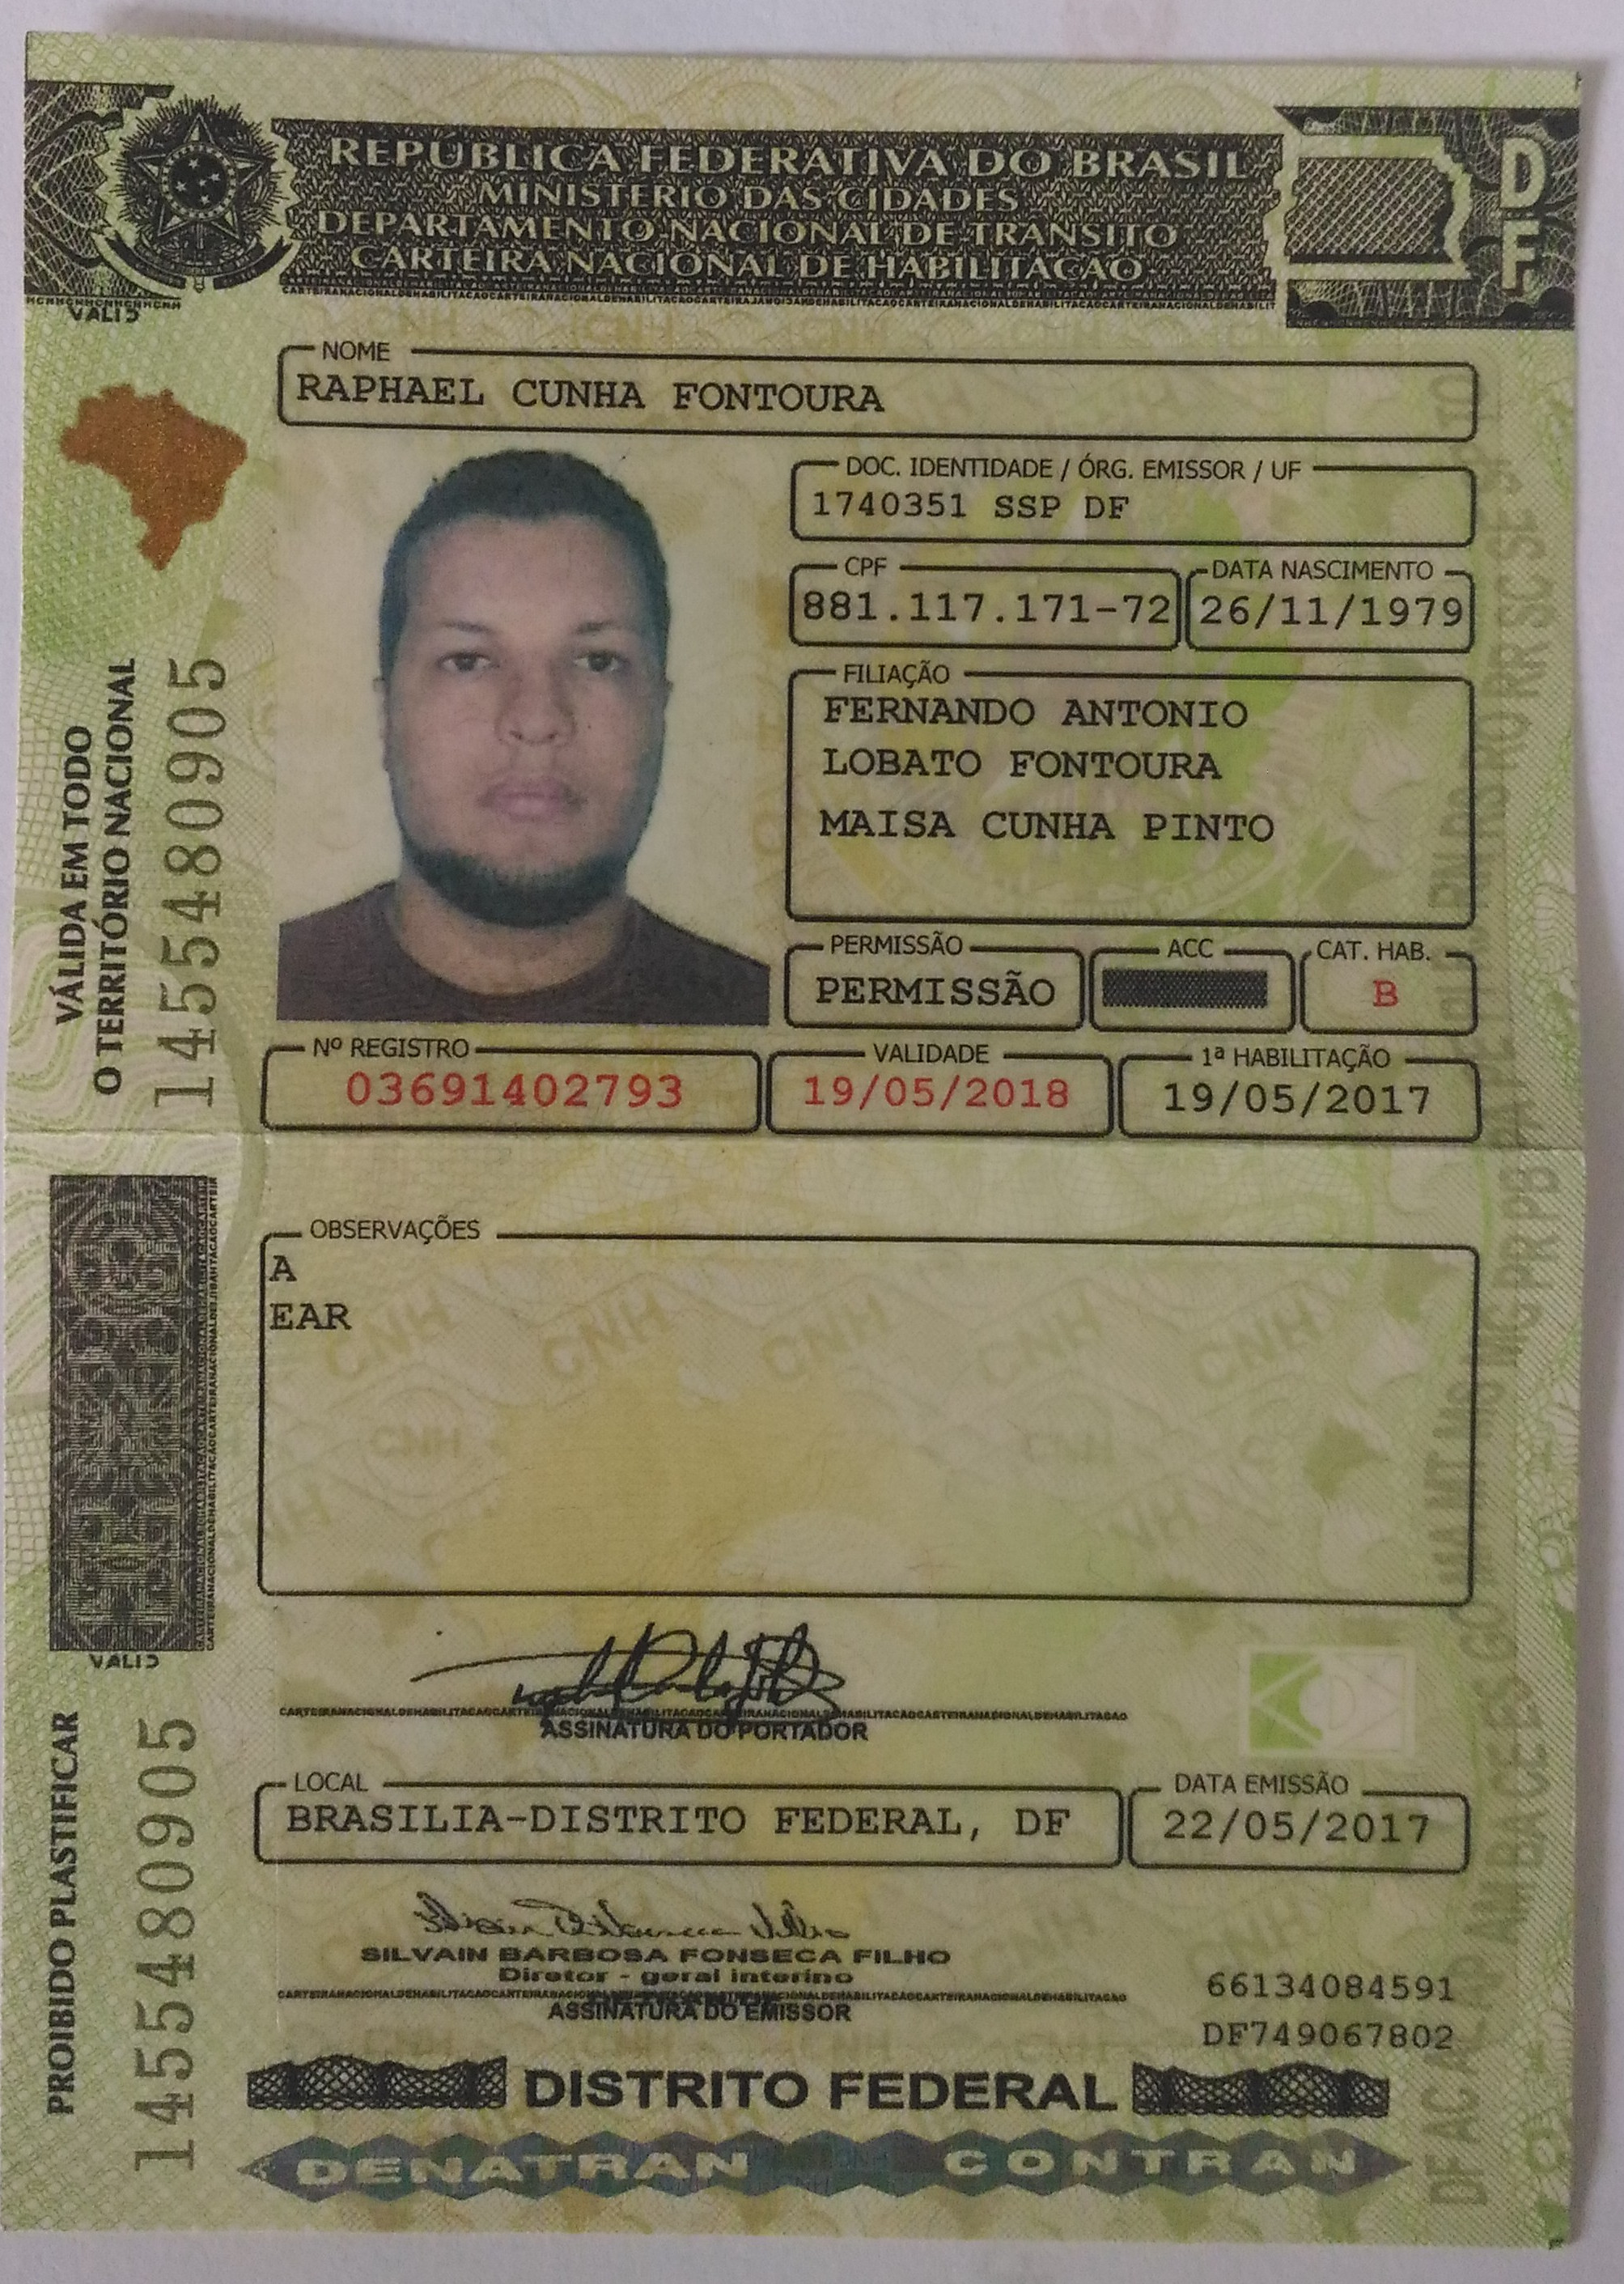 REPÚBLICA FEDERATIVA DO BRASIL
MINISTÉRIO DAS CIDADES
DEPARTAMENTO NACIONAL DE TRÂNSITO
CARTEIRA NACIONAL DE HABILITAÇÃO
DF
NOME
RAPHAEL CUNHA FONTOURA
DOC. IDENTIDADE / ÓRG. EMISSOR / UF
1740351 SSP DF
CPF
881.117.171-72
DATA NASCIMENTO
26/11/1979
FILIAÇÃO
FERNANDO ANTONIO
LOBATO FONTOURA
MAISA CUNHA PINTO
PERMISSÃO
PERMISSÃO
ACC
CAT. HAB.
B
Nº REGISTRO
03691402793
VALIDADE
19/05/2018
1ª HABILITAÇÃO
19/05/2017
VÁLIDA EM TODO
O TERRITÓRIO NACIONAL
1455480905
OBSERVAÇÕES
A
EAR
ASSINATURA DO PORTADOR
LOCAL
BRASILIA-DISTRITO FEDERAL, DF
DATA EMISSÃO
22/05/2017
SILVAIN BARBOSA FONSECA FILHO
Diretor - geral interino
ASSINATURA DO EMISSOR
66134084591
DF749067802
PROIBIDO PLASTIFICAR
1455480905
DISTRITO FEDERAL
DENATRAN CONTRAN